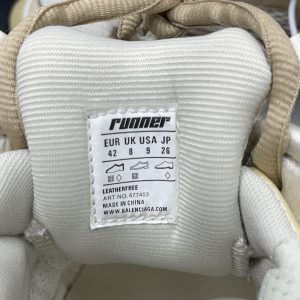 runner
EUR UK USA JP
42 8 9 26
LEATHERFREE
ART NO. 677403
MADE IN CHINA
WWW.BALENCIAGA.COM